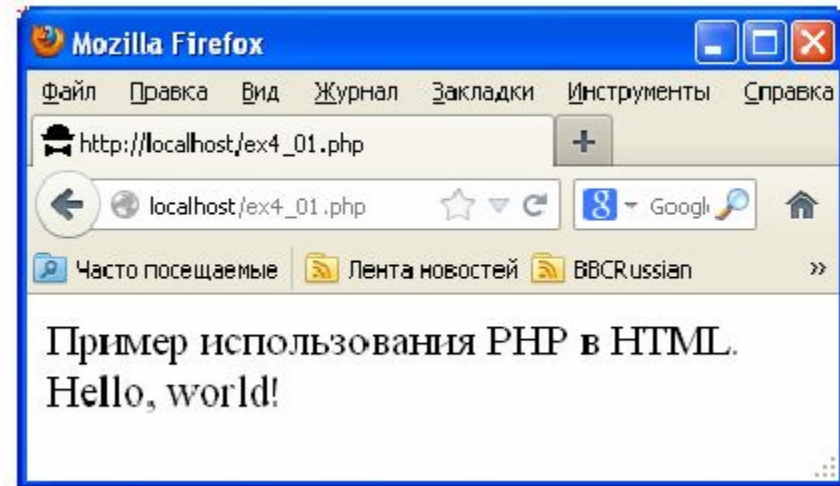 Mozilla Firefox
Файл Правка Вид Журнал Закладки Инструменты Справка
http://localhost/ex4_01.php
localhost/ex4_01.php Googl
Часто посещаемые Лента новостей BBCRussian
Пример использования PHP в HTML.
Hello, world!